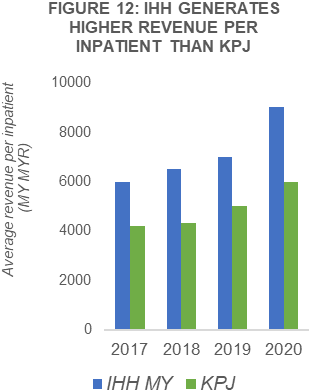 FIGURE 12: IHH GENERATES
HIGHER REVENUE PER
INPATIENT THAN KPJ
Average revenue per inpatient
(MY MYR)
10000
8000
6000
4000
2000
0
2017 2018 2019 2020
IHH MY KPJ